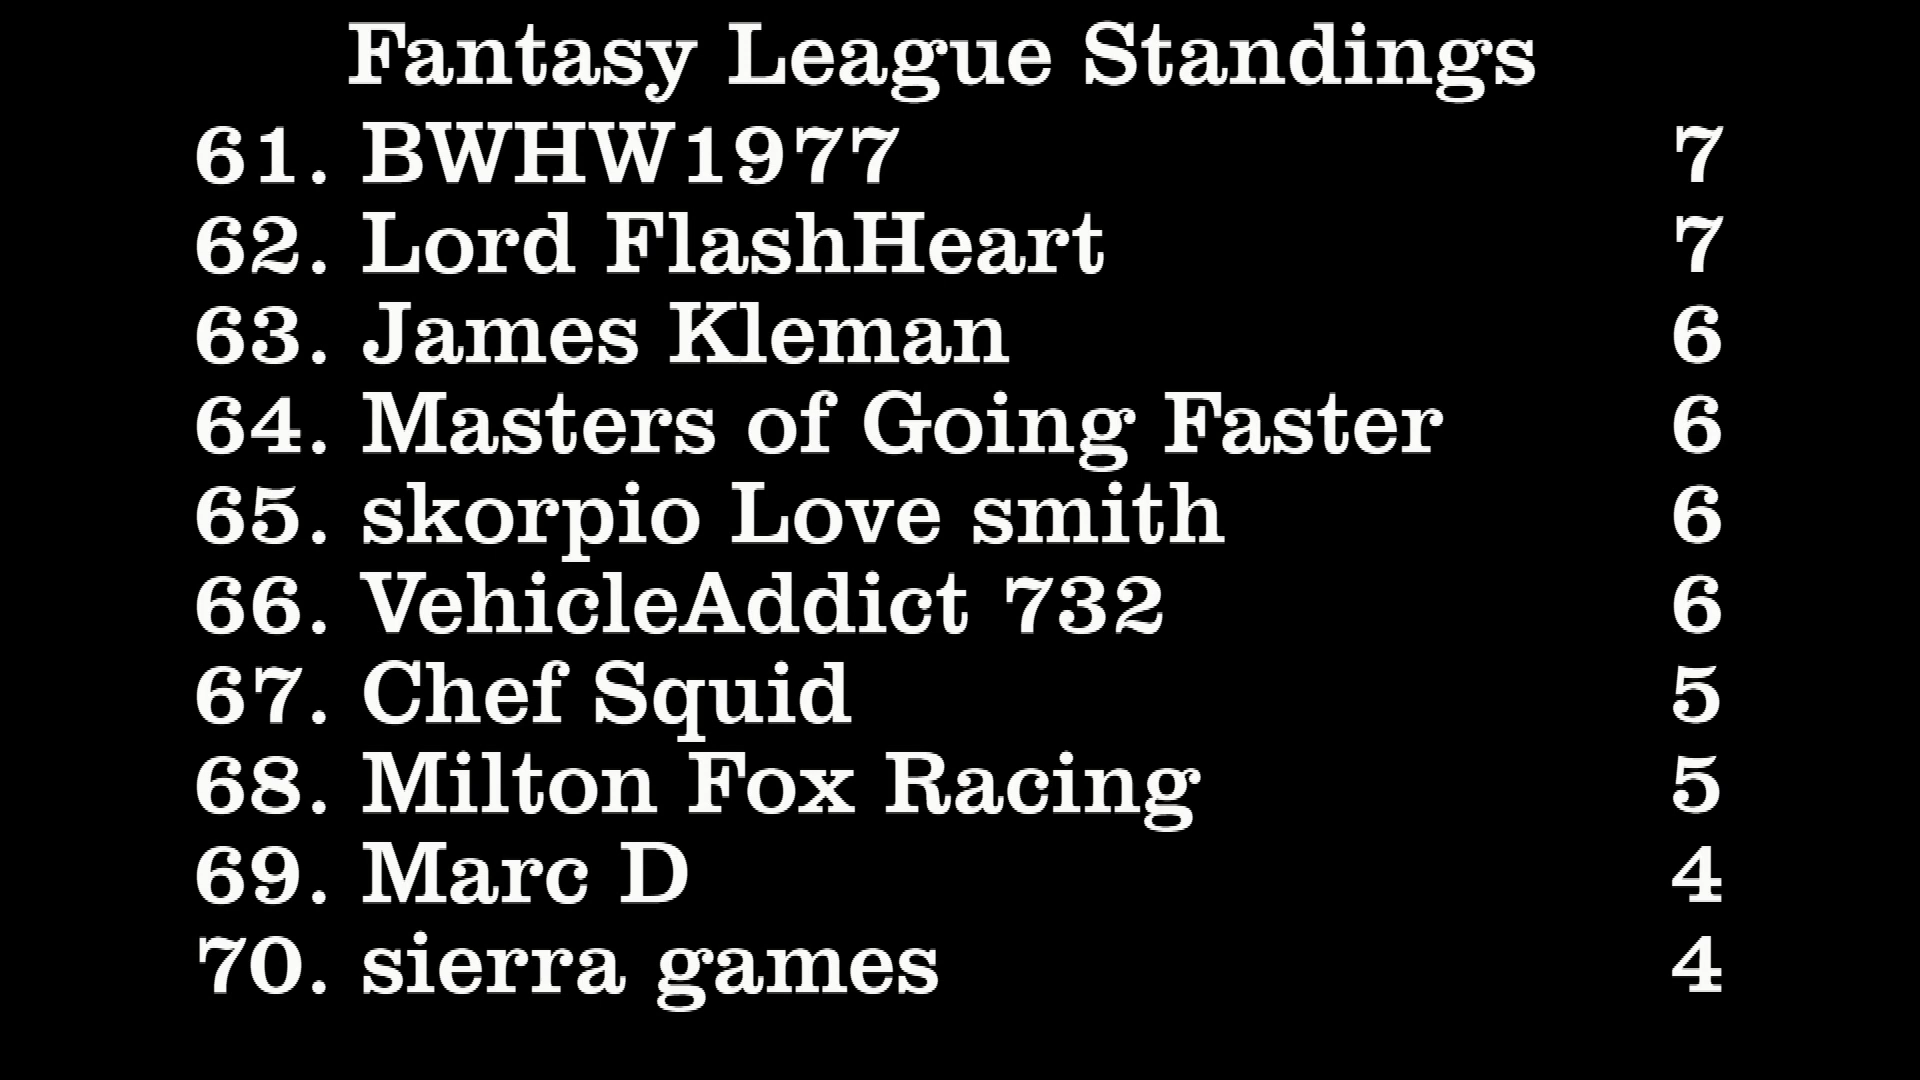 Fantasy League Standings
61. BWHW1977 7
62. Lord FlashHeart 7
63. James Kleman 6
64. Masters of Going Faster 6
65. skorpio Love smith 6
66. VehicleAddict 732 6
67. Chef Squid 5
68. Milton Fox Racing 5
69. Marc D 4
70. sierra games 4